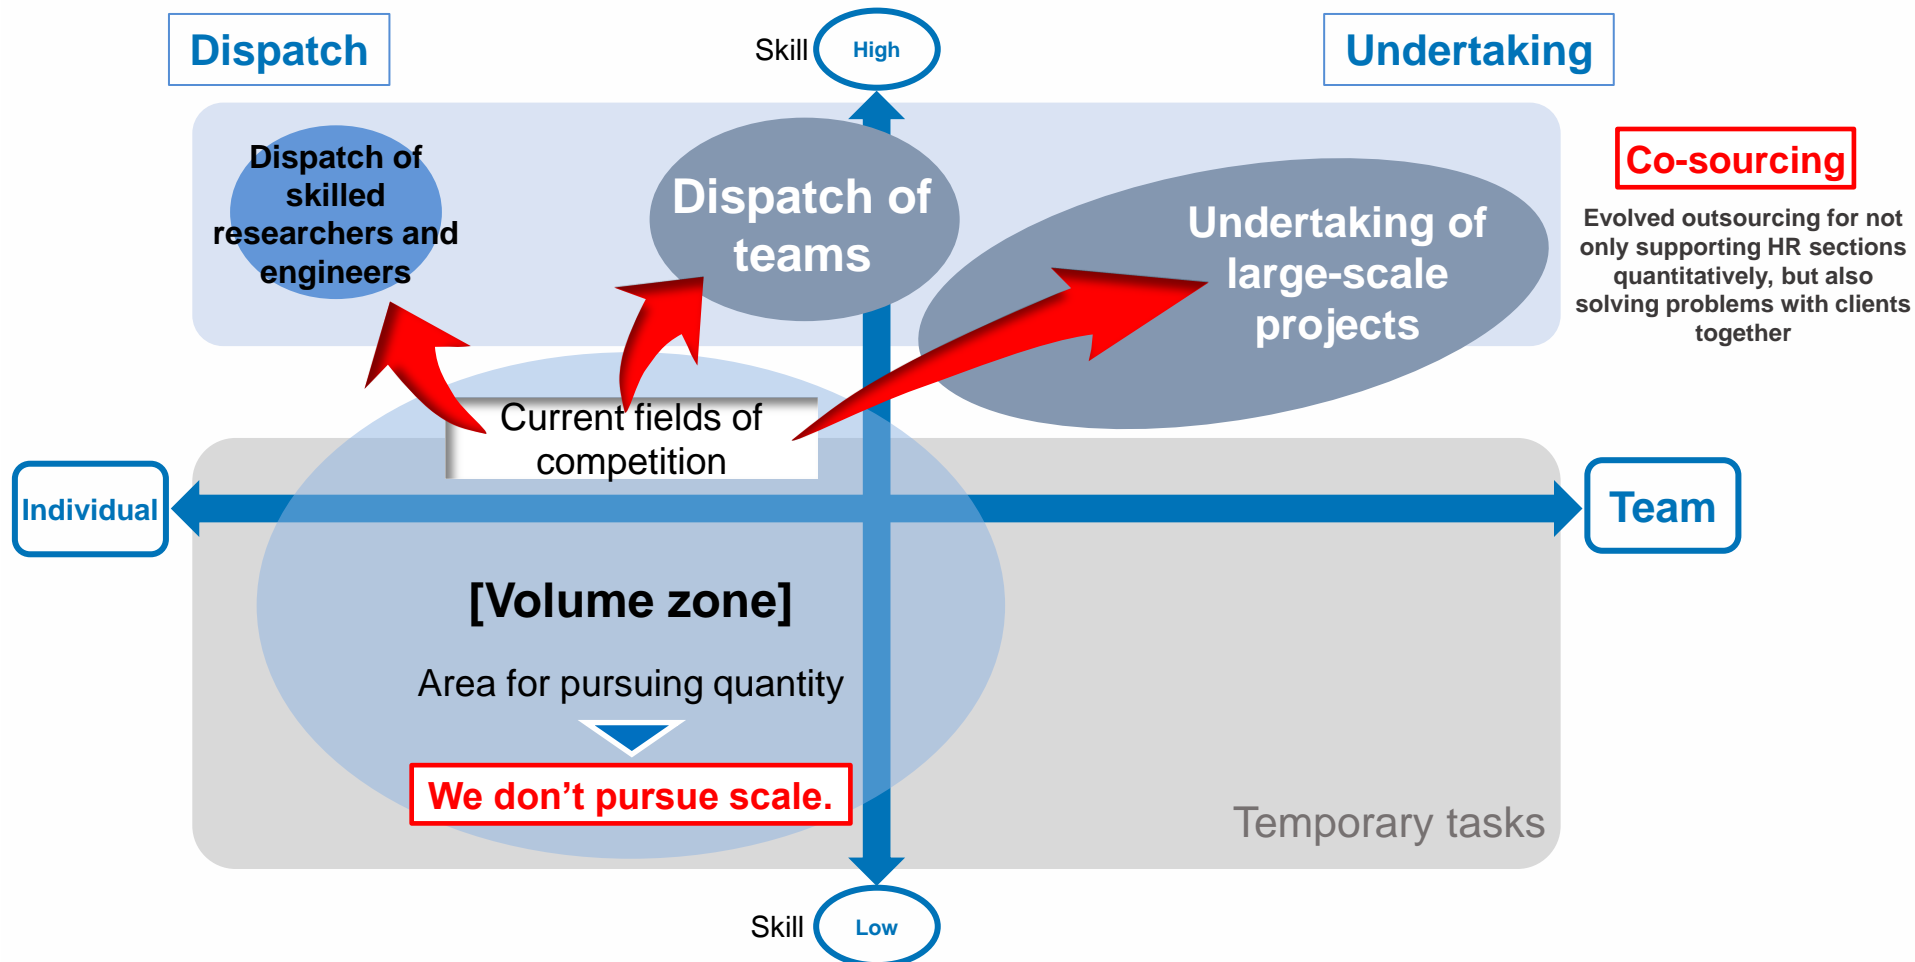 Dispatch
Skill
High
Undertaking
Dispatch of
skilled
researchers and
engineers
Dispatch of
teams
Undertaking of
large-scale
projects
Co-sourcing
Evolved outsourcing for not
only supporting HR sections
quantitatively, but also
solving problems with clients
together
Current fields of
competition
Individual
Team
[Volume zone]
Area for pursuing quantity
We don’t pursue scale.
Temporary tasks
Skill
Low